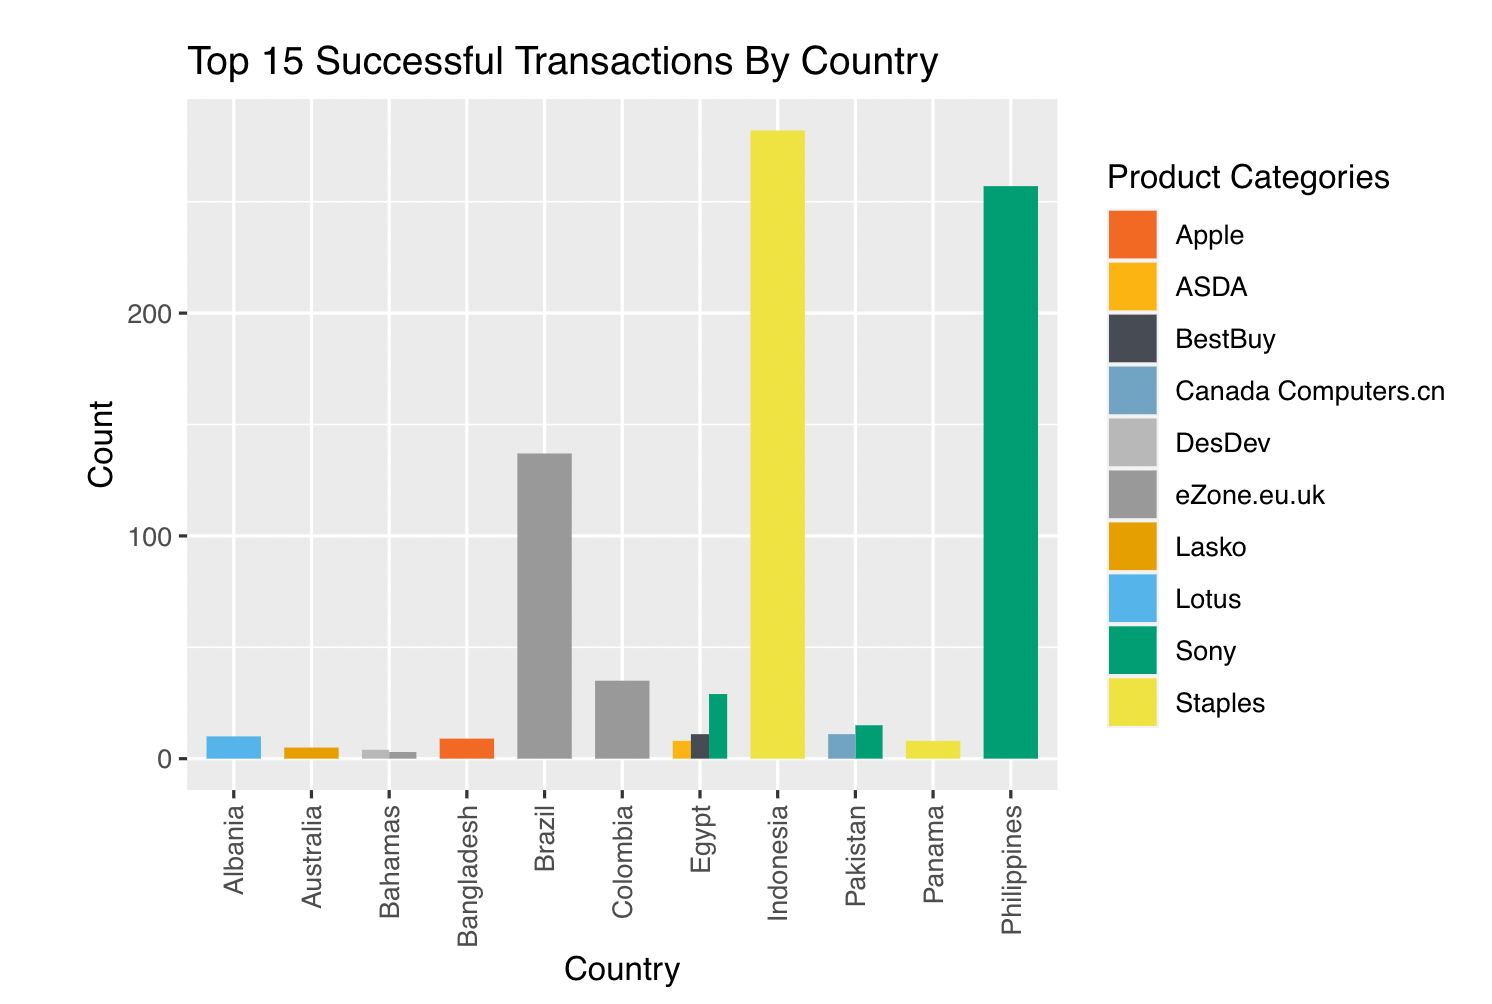 Top 15 Successful Transactions By Country
Count
200
100
0
Albania
Australia
Bahamas
Bangladesh
Brazil
Colombia
Egypt
Indonesia
Pakistan
Panama
Philippines
Country
Product Categories
Apple
ASDA
BestBuy
Canada Computers.cn
DesDev
eZone.eu.uk
Lasko
Lotus
Sony
Staples